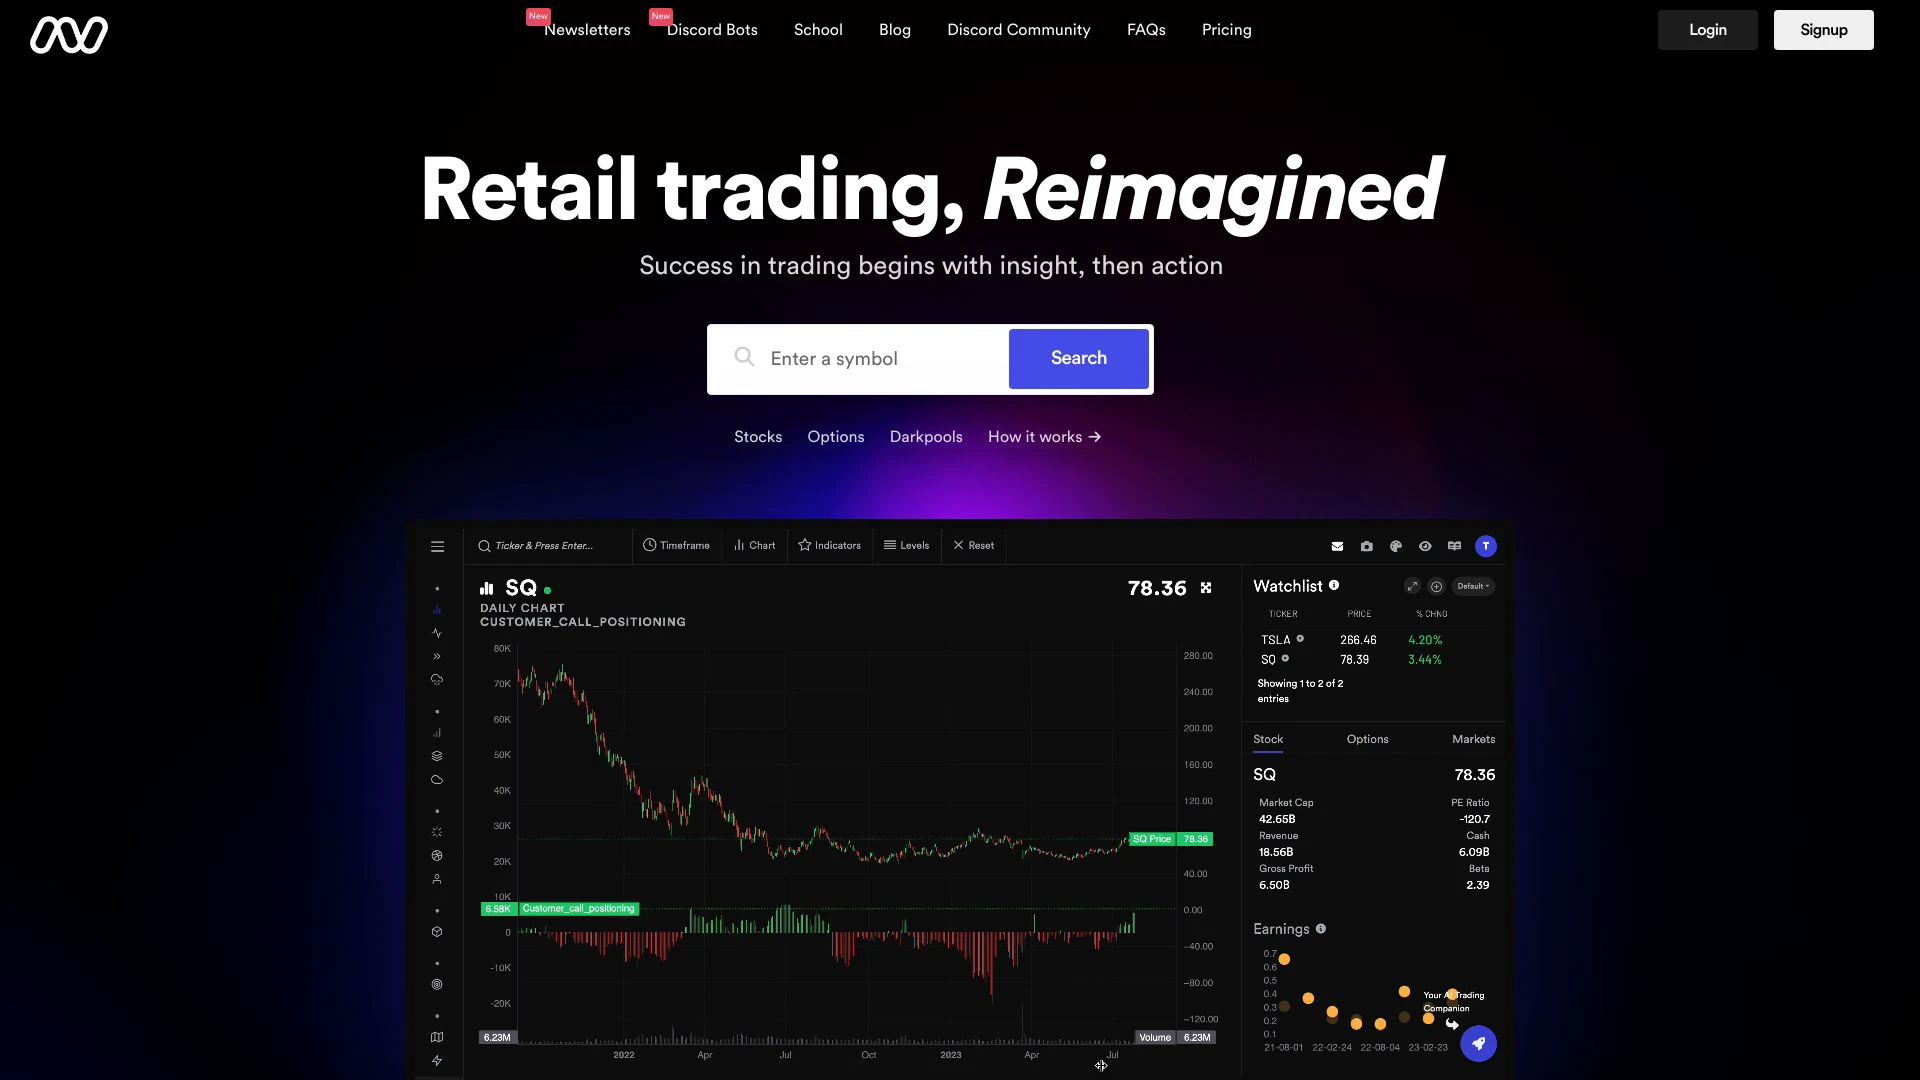 New
Newsletters
New
Discord Bots
School
Blog
Discord Community
FAQs
Pricing
Login
Signup
Retail trading, Reimagined
Success in trading begins with insight, then action
Enter a symbol
Search
Stocks
Options
Darkpools
How it works →
Ticker & Press Enter...
Timeframe
Chart
Indicators
Levels
Reset
T
SQ
78.36
DAILY CHART
CUSTOMER_CALL_POSITIONING
80K
70K
60K
50K
40K
30K
20K
10K
0
-10K
-20K
280.00
240.00
200.00
160.00
120.00
SQ Price 78.36
40.00
0.00
-40.00
-80.00
-120.00
6.58K Customer_call_positioning
6.23M
Volume 6.23M
2022
Apr
Jul
Oct
2023
Apr
Jul
Watchlist
Default
TICKER PRICE % CHNG
TSLA 266.46 4.20%
SQ 78.39 3.44%
Showing 1 to 2 of 2
entries
Stock
Options
Markets
SQ 78.36
Market Cap PE Ratio
42.65B -120.7
Revenue Cash
18.56B 6.09B
Gross Profit Beta
6.50B 2.39
Earnings
0.7
0.6
0.5
0.4
0.3
0.2
0.1
Your AI Trading
Companion
21-08-01 22-02-24 22-08-04 23-02-23